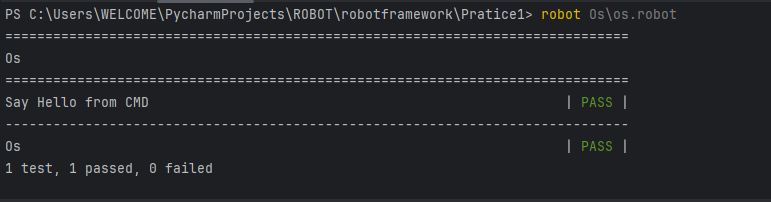 PS C:\Users\WELCOME\PycharmProjects\ROBOT\robotframework\Pratice1> robot Os\os.robot
==============================================================================
Os
==============================================================================
Say Hello from CMD | PASS |
------------------------------------------------------------------------------
Os | PASS |
1 test, 1 passed, 0 failed